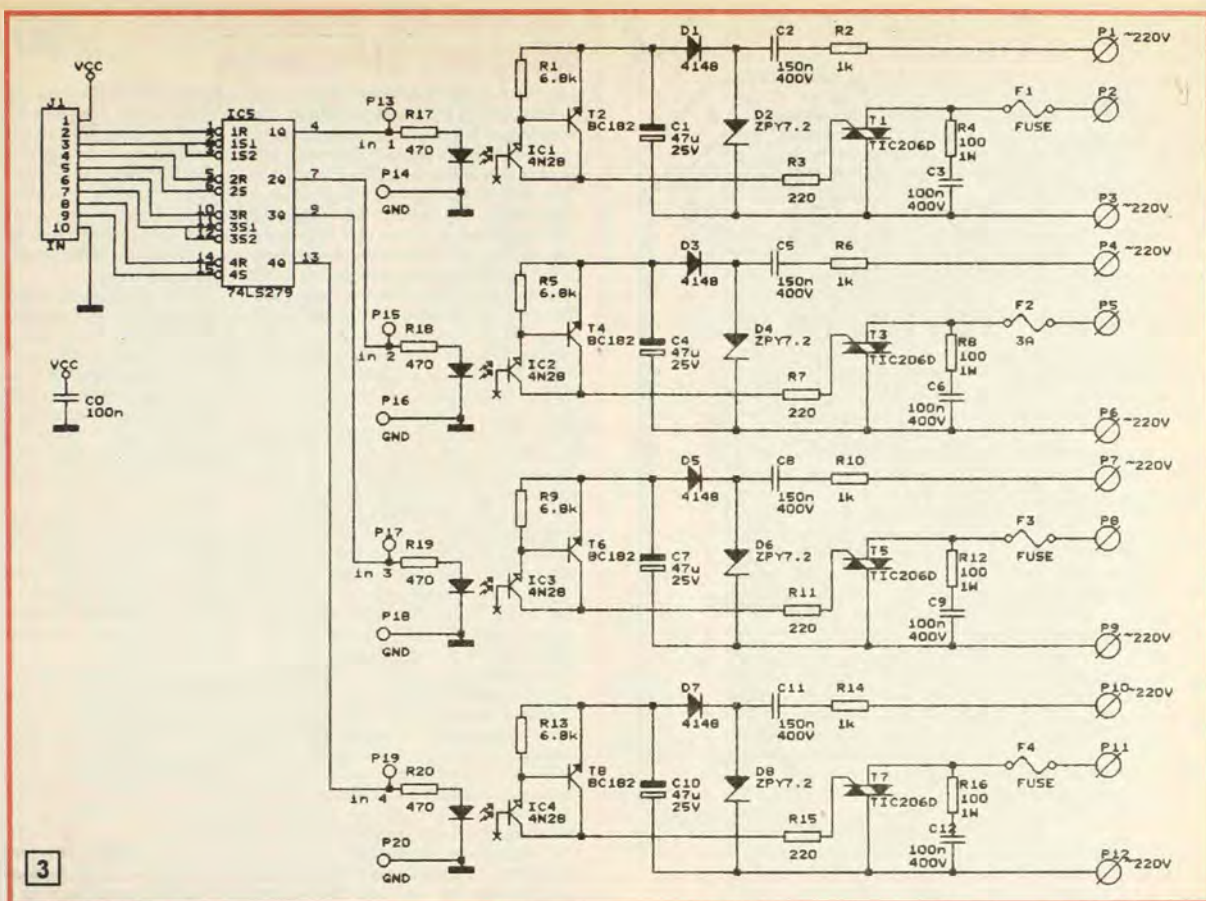 VCC
J1
1
2
3
4
5
6
7
8
9
10
IN
VCC
C0
100n
IC5
1R 1Q
1S1
1S2
2R 2Q
2S
3R 3Q
3S1
3S2
4R 4Q
4S
1
5
6
10
11
12
14
15
4
7
9
13
74LS279
P13
in 1
R17
470
P14
GND
R1
6.8k
IC1
4N28
T2
BC182
C1
47u
25V
D1
4148
D2
ZPY7.2
C2
150n
400V
R2
1k
R3
220
T1
TIC206D
R4
100
1W
C3
100n
400V
F1
FUSE
P1 ~220V
P2
P3 ~220V
P15
in 2
R18
470
P16
GND
R5
6.8k
IC2
4N28
T4
BC182
C4
47u
25V
D3
4148
D4
ZPY7.2
C5
150n
400V
R6
1k
R7
220
T3
TIC206D
R8
100
1W
C6
100n
400V
F2
3A
P4 ~220V
P5
P6 ~220V
P17
in 3
R19
470
P18
GND
R9
6.8k
IC3
4N28
T6
BC182
C7
47u
25V
D5
4148
D6
ZPY7.2
C8
150n
400V
R10
1k
R11
220
T5
TIC206D
R12
100
1W
C9
100n
400V
F3
FUSE
P7 ~220V
P8
P9 ~220V
P19
in 4
R20
470
P20
GND
R13
6.8k
IC4
4N28
T8
BC182
C10
47u
25V
D7
4148
D8
ZPY7.2
C11
150n
400V
R14
1k
R15
220
T7
TIC206D
R16
100
1W
C12
100n
400V
F4
FUSE
P10 ~220V
P11
P12 ~220V
3